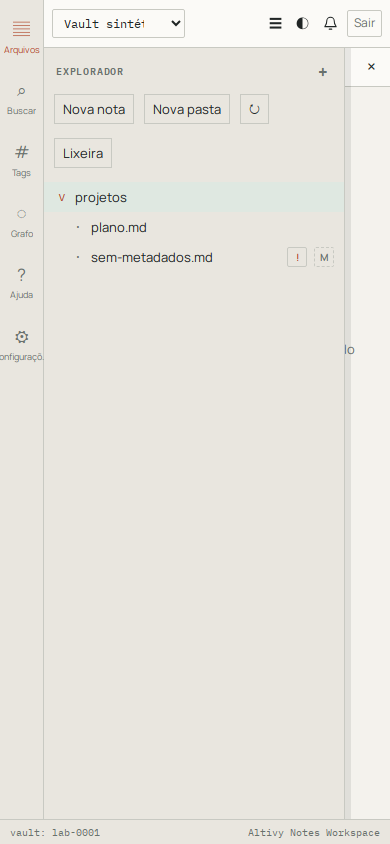 Vault sintét
Sair
Arquivos
Buscar
Tags
Grafo
Ajuda
onfiguraçõ
EXPLORADOR
+
Nova nota
Nova pasta
Lixeira
v projetos
· plano.md
· sem-metadados.md ! M
×
lo
vault: lab-0001
Altivy Notes Workspace